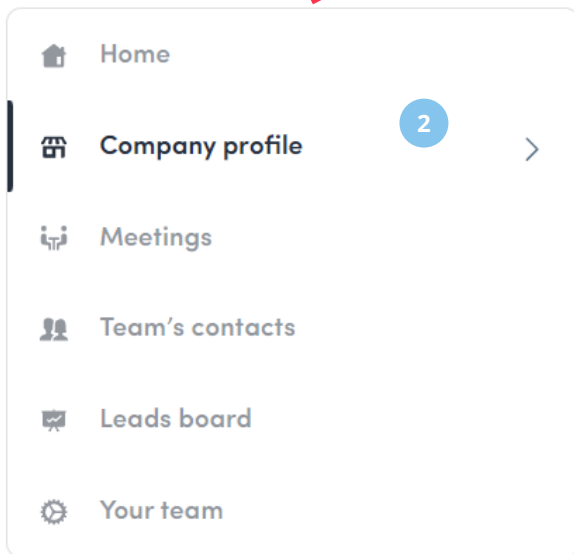 Home
Company profile
2
Meetings
Team's contacts
Leads board
Your team